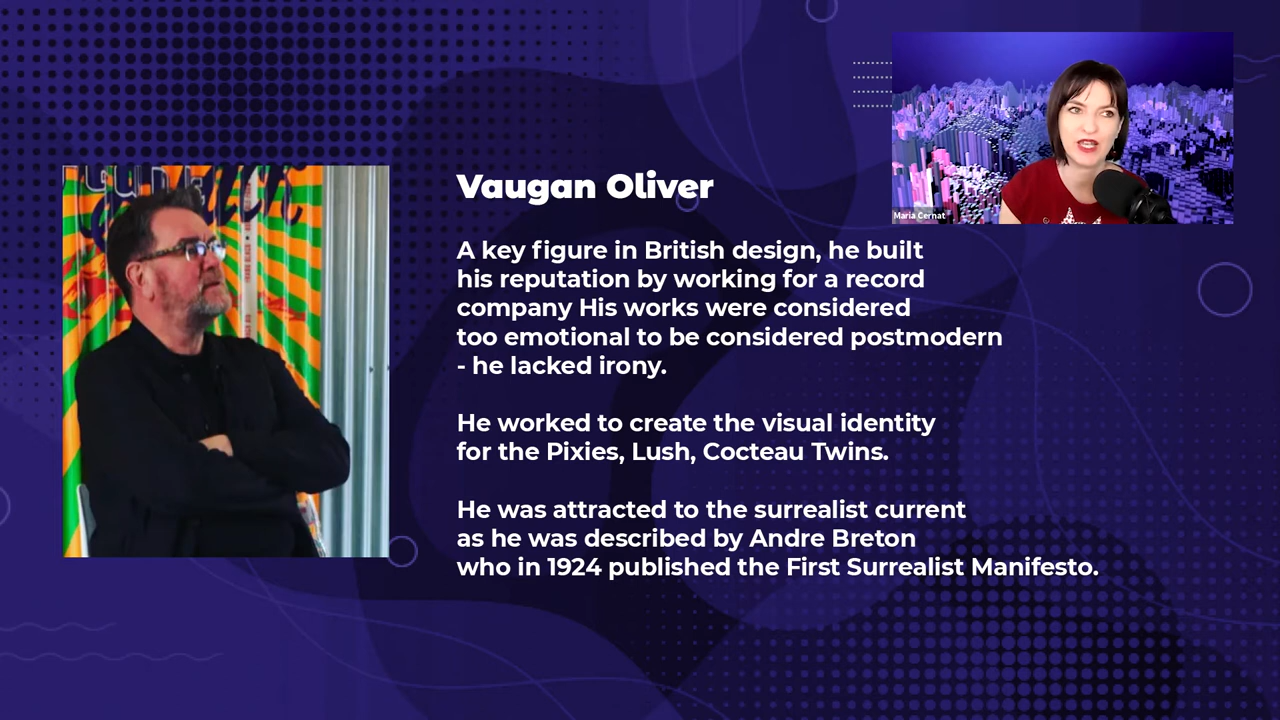 Vaugan Oliver
A key figure in British design, he built
his reputation by working for a record
company His works were considered
too emotional to be considered postmodern
- he lacked irony.
He worked to create the visual identity
for the Pixies, Lush, Cocteau Twins.
He was attracted to the surrealist current
as he was described by Andre Breton
who in 1924 published the First Surrealist Manifesto.
Maria Cernat